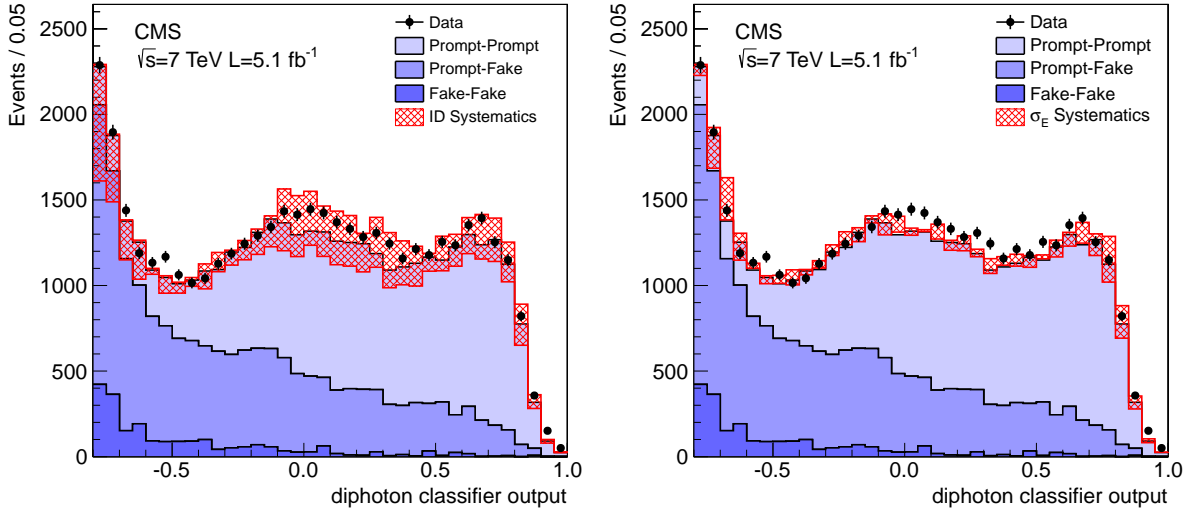 Events / 0.05
2500
2000
1500
1000
500
0
CMS
√s=7 TeV L=5.1 fb⁻¹
Data
Prompt-Prompt
Prompt-Fake
Fake-Fake
ID Systematics
-0.5 0.0 0.5 1.0
diphoton classifier output
Events / 0.05
2500
2000
1500
1000
500
0
CMS
√s=7 TeV L=5.1 fb⁻¹
Data
Prompt-Prompt
Prompt-Fake
Fake-Fake
σE Systematics
-0.5 0.0 0.5 1.0
diphoton classifier output